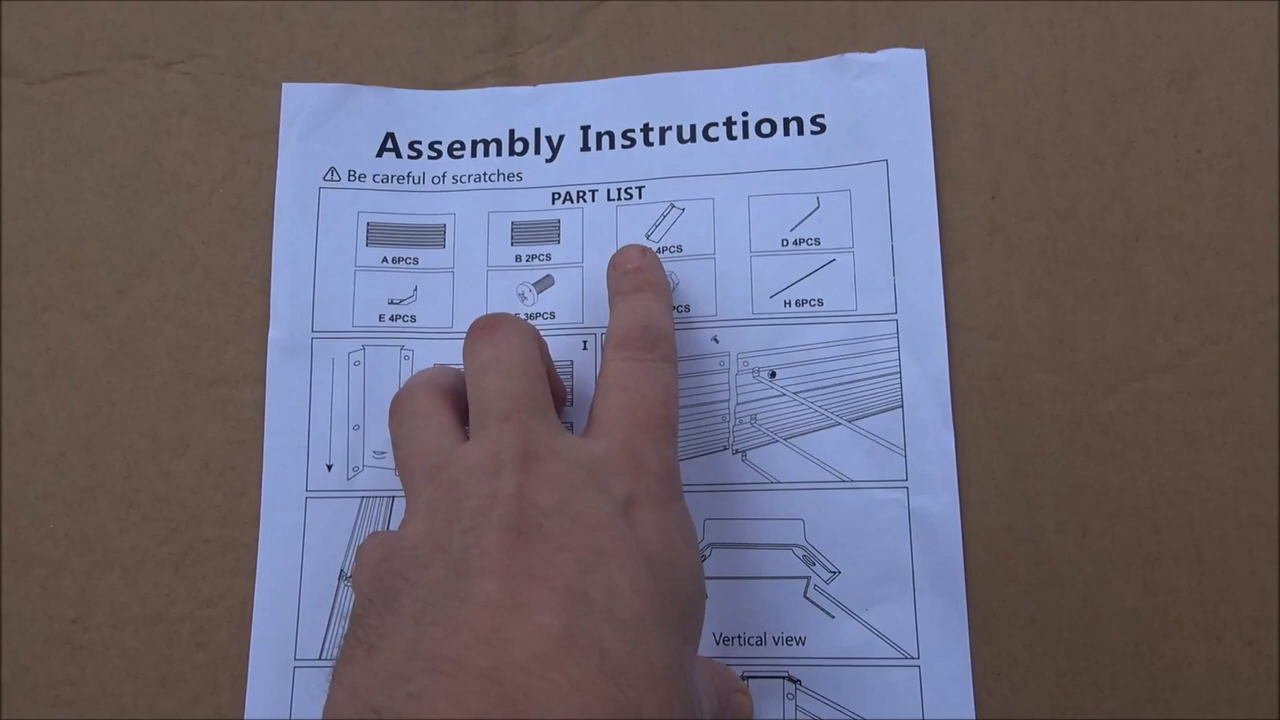 Assembly Instructions
⚠ Be careful of scratches
PART LIST
A 6PCS
B 2PCS
4PCS
D 4PCS
E 4PCS
F 36PCS
PCS
H 6PCS
I
Vertical view